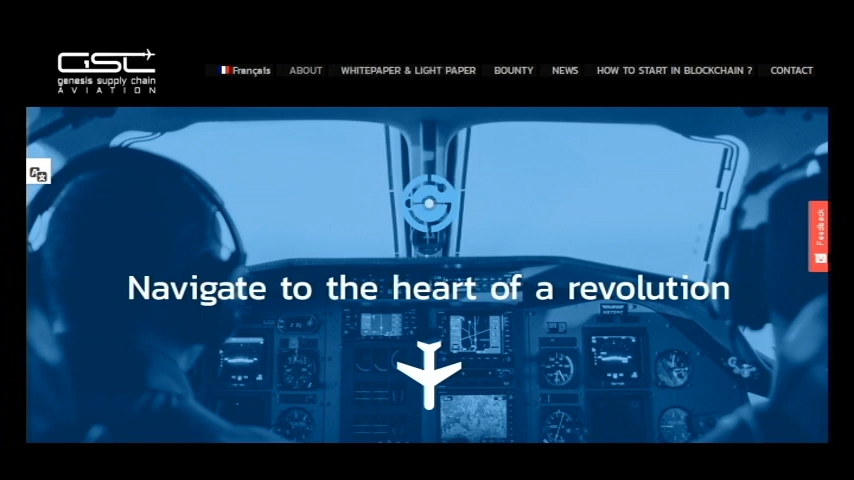 GSC
genesis supply chain
AVIATION
Français ABOUT WHITEPAPER & LIGHT PAPER BOUNTY NEWS HOW TO START IN BLOCKCHAIN ? CONTACT
Feedback
Navigate to the heart of a revolution